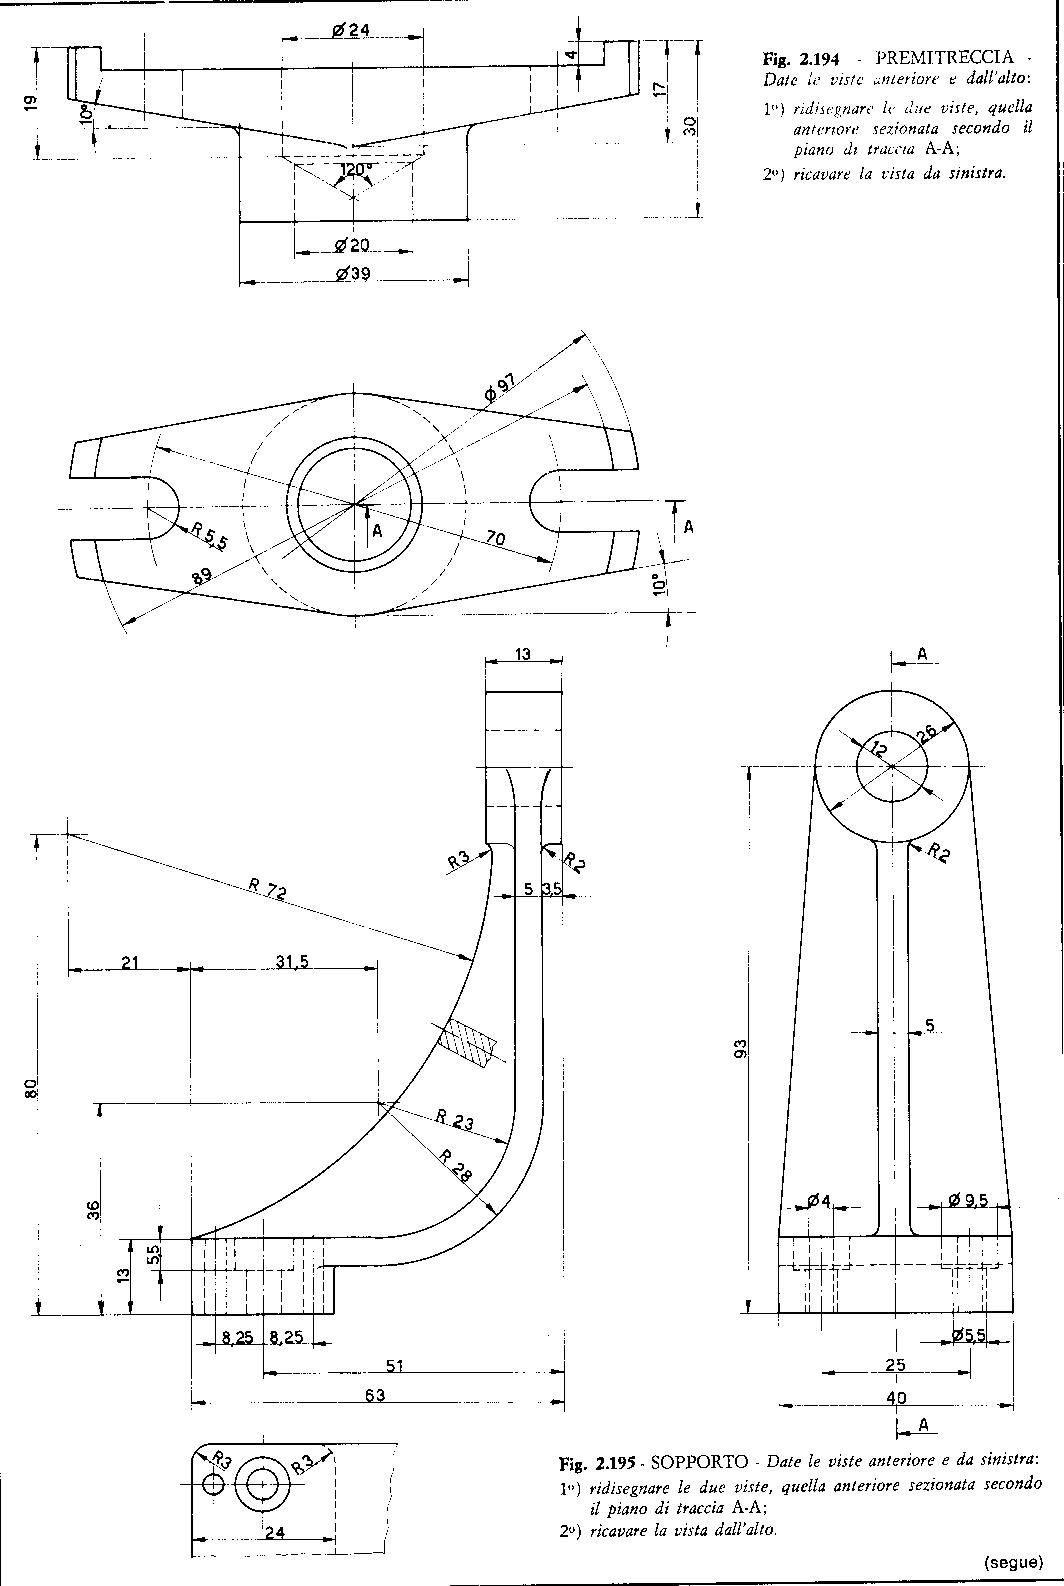 Ø24
Fig. 2.194 - PREMITRECCIA -
Date le viste anteriore e dall'alto:
1º) ridisegnare le due viste, quella
anteriore sezionata secondo il
piano di traccia A-A;
2º) ricavare la vista da sinistra.
4
19
10°
17
30
120°
Ø20
Ø39
Ø97
A
A
R5,5
70
89
10°
13
A
12
26
R3
R2
R2
R 72
5
3,5
21
31,5
5
93
80
R 23
R 28
36
Ø4
Ø9,5
5,5
13
8,25
8,25
Ø5,5
51
25
63
40
A
R3
R3
24
Fig. 2.195 - SOPPORTO - Date le viste anteriore e da sinistra:
1º) ridisegnare le due viste, quella anteriore sezionata secondo
il piano di traccia A-A;
2º) ricavare la vista dall'alto.
(segue)